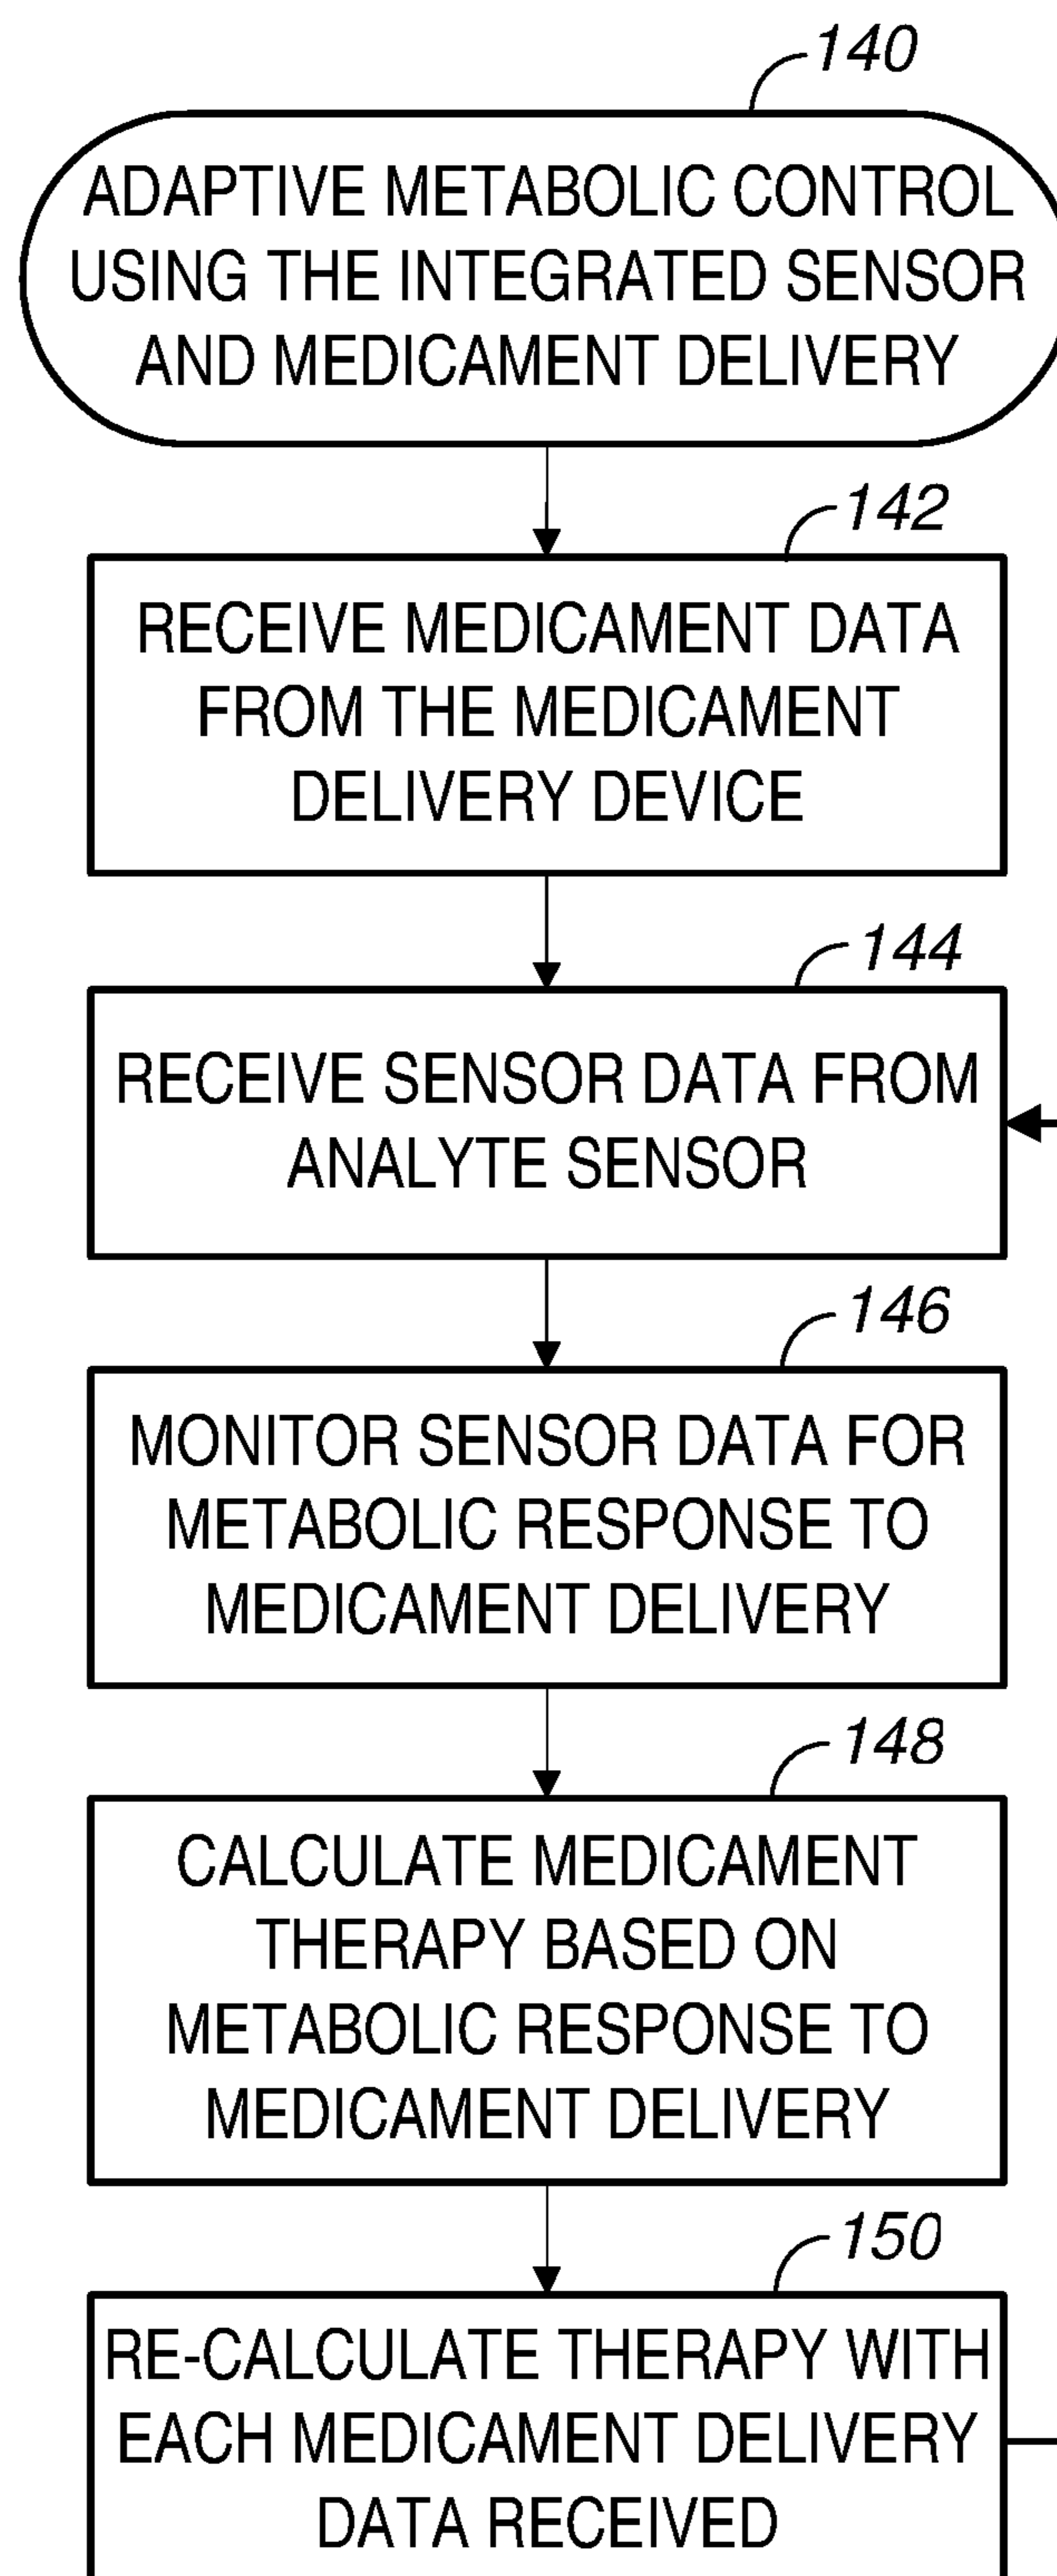 140
ADAPTIVE METABOLIC CONTROL
USING THE INTEGRATED SENSOR
AND MEDICAMENT DELIVERY
142
RECEIVE MEDICAMENT DATA
FROM THE MEDICAMENT
DELIVERY DEVICE
144
RECEIVE SENSOR DATA FROM
ANALYTE SENSOR
146
MONITOR SENSOR DATA FOR
METABOLIC RESPONSE TO
MEDICAMENT DELIVERY
148
CALCULATE MEDICAMENT
THERAPY BASED ON
METABOLIC RESPONSE TO
MEDICAMENT DELIVERY
150
RE-CALCULATE THERAPY WITH
EACH MEDICAMENT DELIVERY
DATA RECEIVED